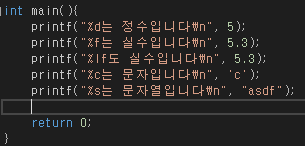 int main(){
    printf("%d는 정수입니다₩n", 5);
    printf("%f는 실수입니다₩n", 5.3);
    printf("%lf도 실수입니다₩n", 5.3);
    printf("%c는 문자입니다₩n", 'c');
    printf("%s는 문자열입니다₩n", "asdf");
    return 0;
}